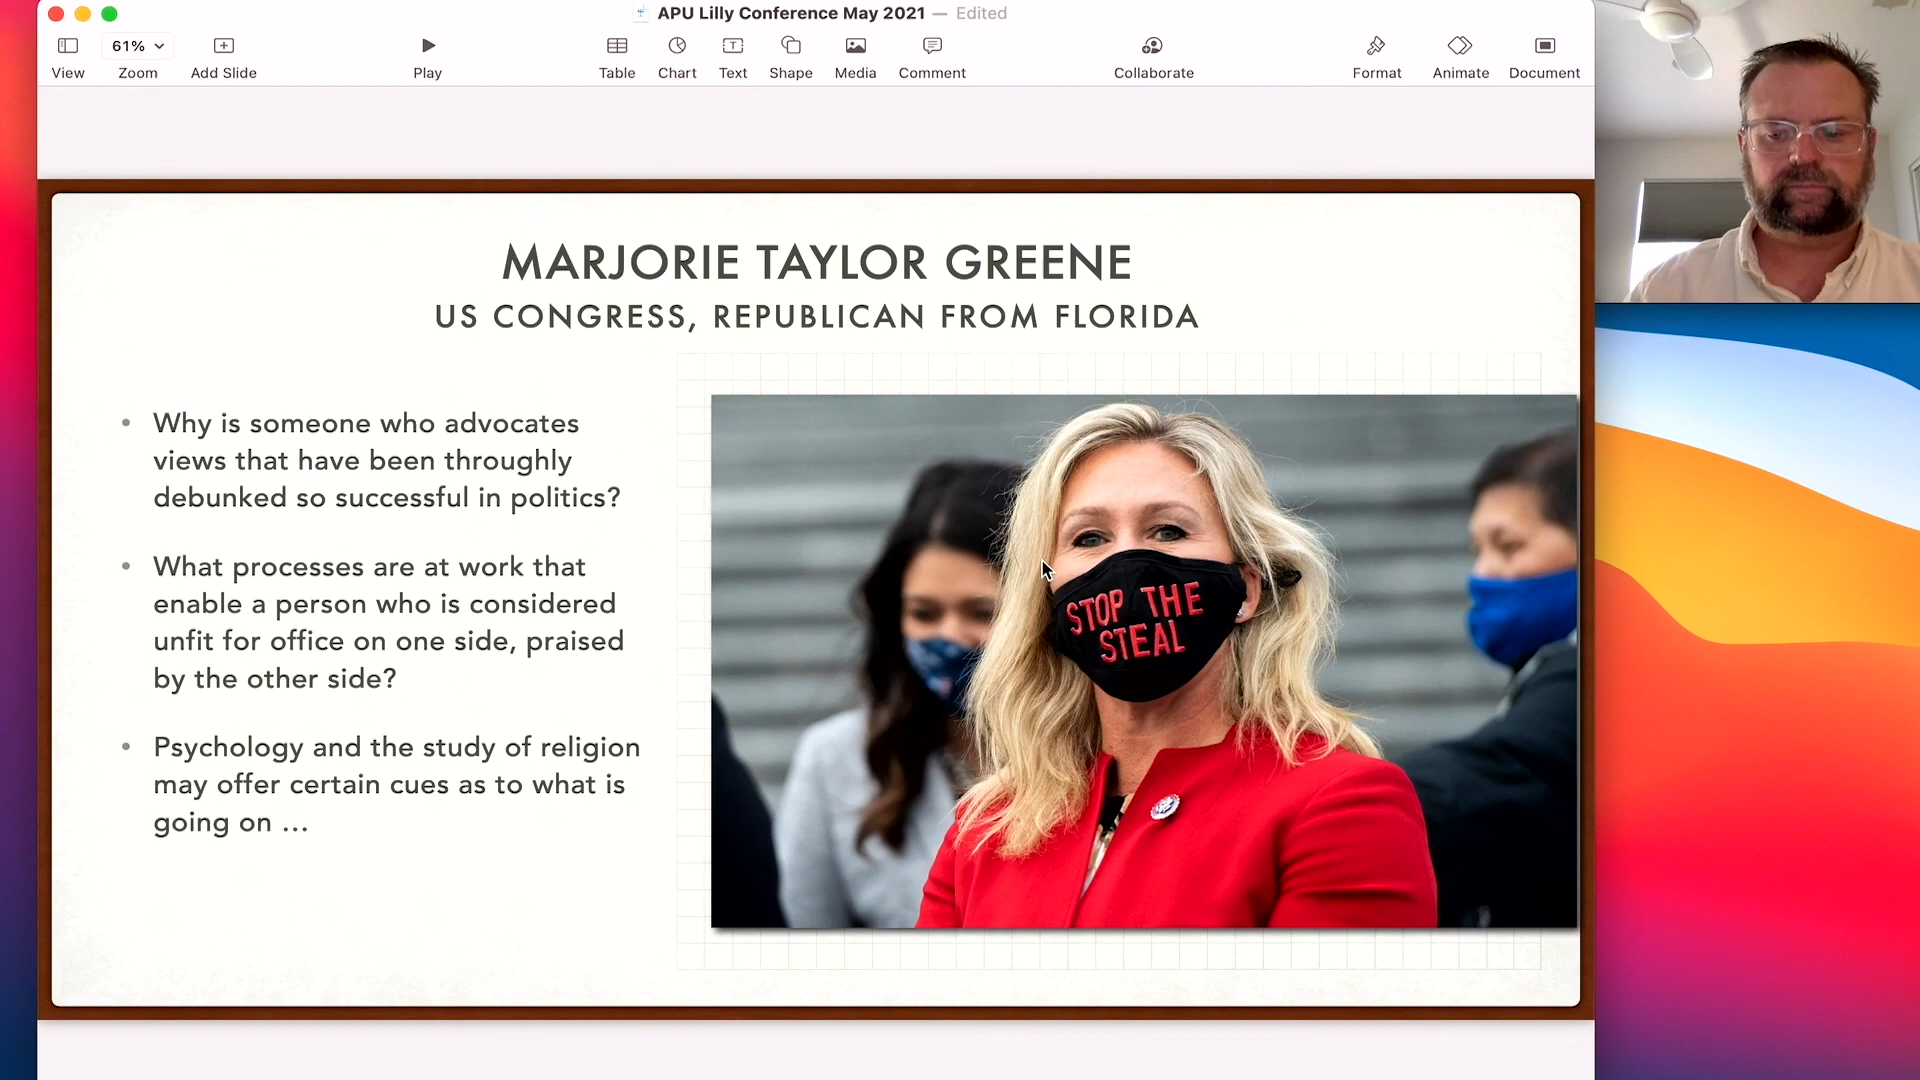 APU Lilly Conference May 2021 — Edited
61%
View Zoom Add Slide Play Table Chart Text Shape Media Comment Collaborate Format Animate Document
MARJORIE TAYLOR GREENE
US CONGRESS, REPUBLICAN FROM FLORIDA
• Why is someone who advocates
views that have been throughly
debunked so successful in politics?
• What processes are at work that
enable a person who is considered
unfit for office on one side, praised
by the other side?
• Psychology and the study of religion
may offer certain cues as to what is
going on …
STOP THE
STEAL